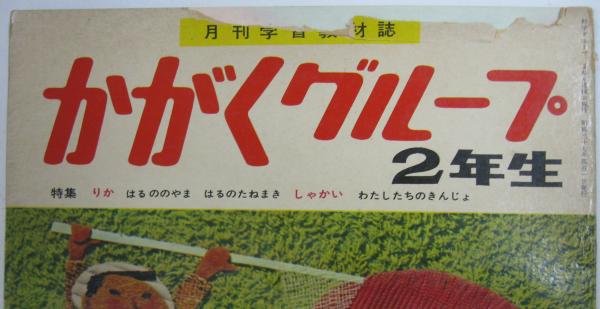 月刊学習教材誌
かがくグループ
2年生
特集 りか はるののやま はるのたねまき しゃかい わたしたちのきんじょ